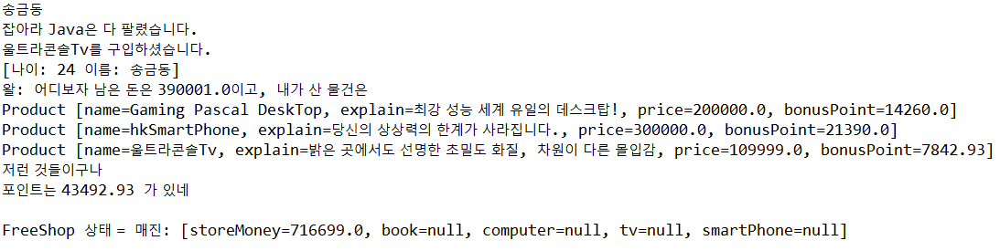 송금동
잡아라 Java은 다 팔렸습니다.
울트라콘솔Tv를 구입하셨습니다.
[나이: 24 이름: 송금동]
왈: 어디보자 남은 돈은 390001.0이고, 내가 산 물건은
Product [name=Gaming Pascal DeskTop, explain=최강 성능 세계 유일의 데스크탑!, price=200000.0, bonusPoint=14260.0]
Product [name=hkSmartPhone, explain=당신의 상상력의 한계가 사라집니다., price=300000.0, bonusPoint=21390.0]
Product [name=울트라콘솔Tv, explain=밝은 곳에서도 선명한 초밀도 화질, 차원이 다른 몰입감, price=109999.0, bonusPoint=7842.93]
저런 것들이구나
포인트는 43492.93 가 있네
FreeShop 상태 = 매진: [storeMoney=716699.0, book=null, computer=null, tv=null, smartPhone=null]